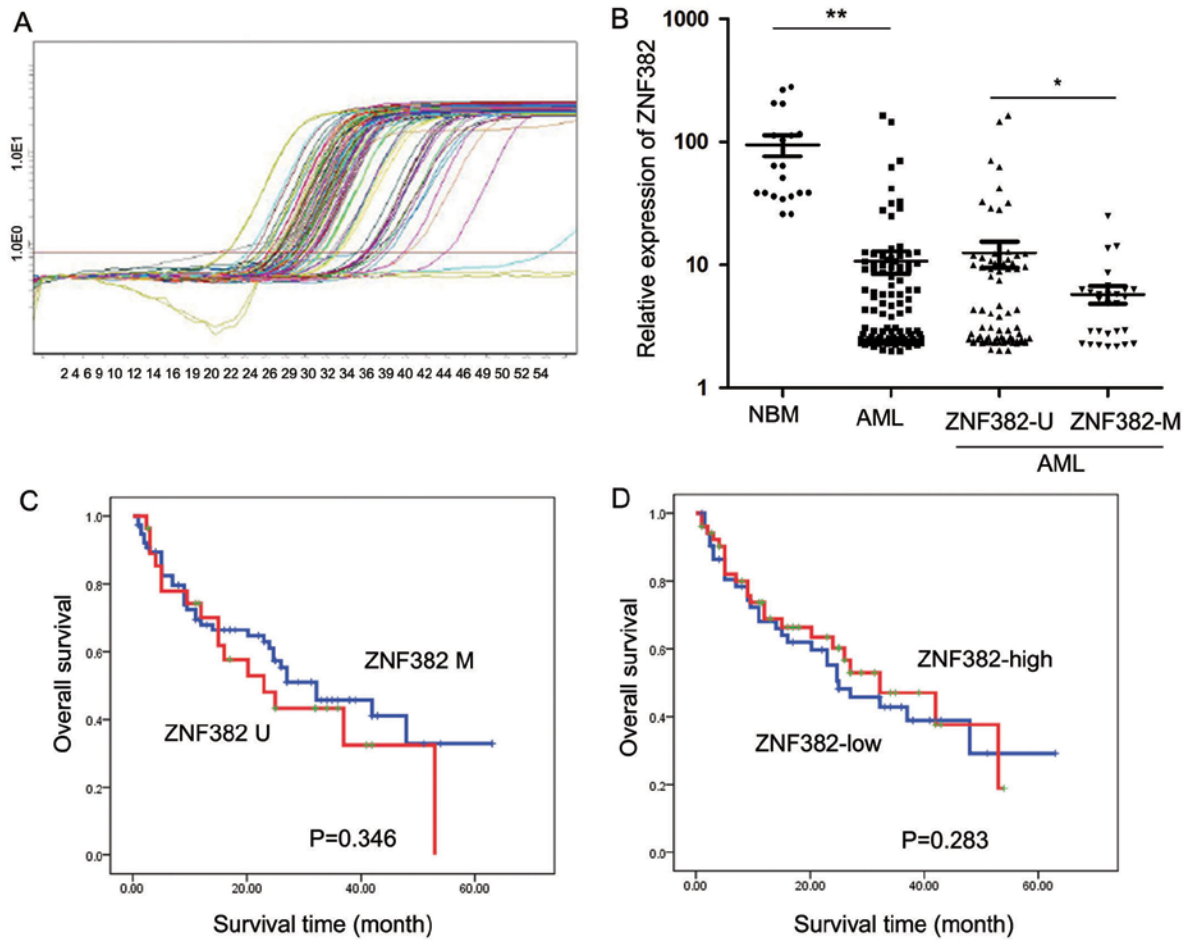 A
1.0E1
1.0E0
2 4 6 9 10 12 14 16 19 20 22 24 26 29 30 32 34 36 39 40 42 44 46 49 50 52 54
B
Relative expression of ZNF382
1000
100
10
1
**
*
NBM
AML
ZNF382-U
ZNF382-M
AML
C
Overall survival
1.0
0.8
0.6
0.4
0.2
0.0
ZNF382 M
ZNF382 U
P=0.346
0.00 20.00 40.00 60.00
Survival time (month)
D
Overall survival
1.0
0.8
0.6
0.4
0.2
0.0
ZNF382-high
ZNF382-low
P=0.283
0.00 20.00 40.00 60.00
Survival time (month)